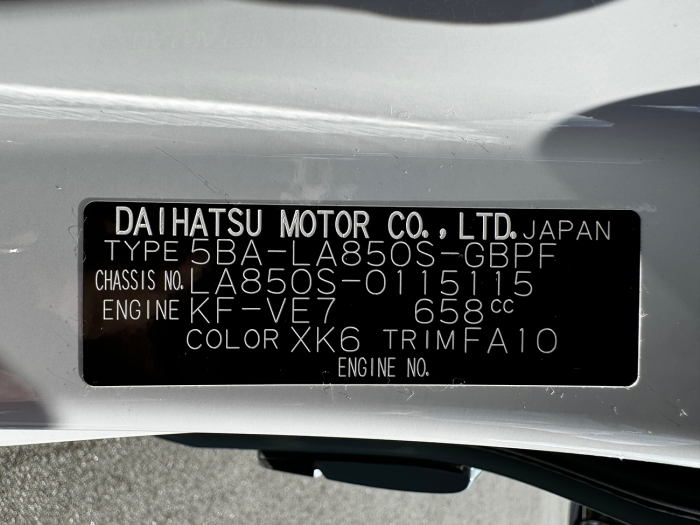 DAIHATSU MOTOR CO., LTD. JAPAN
TYPE 5BA-LA850S-GBPF
CHASSIS NO. LA850S-0115115
ENGINE KF-VE7 658cc
COLOR XK6 TRIM FA10
ENGINE NO.